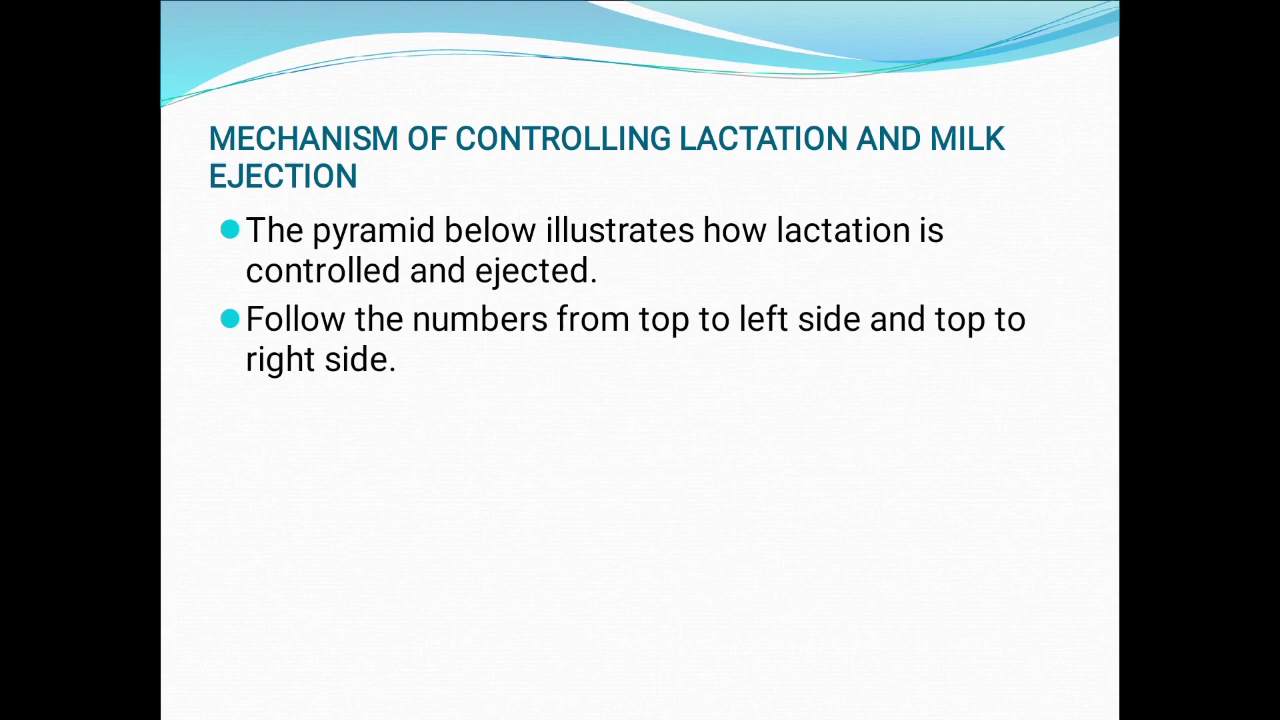 MECHANISM OF CONTROLLING LACTATION AND MILK
EJECTION
The pyramid below illustrates how lactation is
controlled and ejected.
Follow the numbers from top to left side and top to
right side.